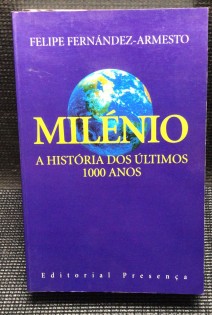 FELIPE FERNÁNDEZ-ARMESTO
MILÉNIO
A HISTÓRIA DOS ÚLTIMOS
1000 ANOS
Editorial Presença